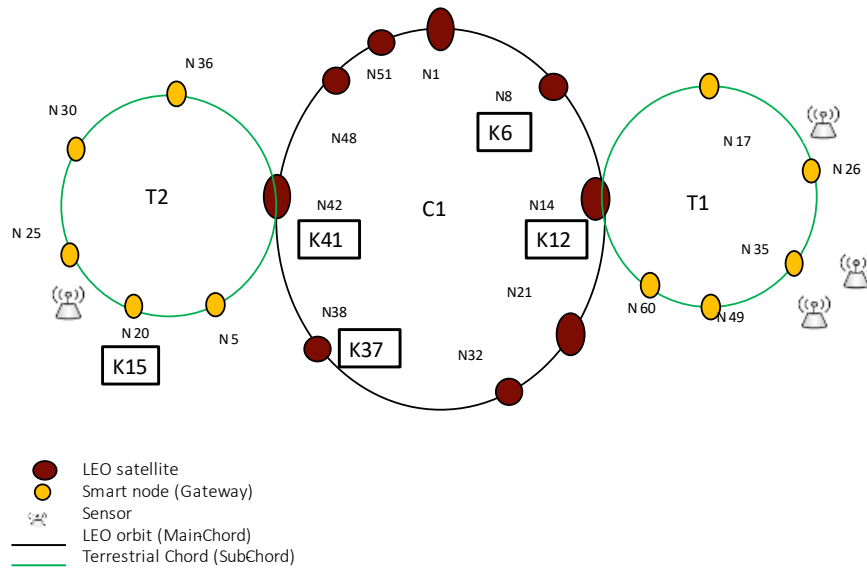 N 36
N51
N1
N8
K6
N 30
N48
N 17
N 26
T2
N42
K41
C1
N14
K12
T1
N 25
N 35
N 20
N 5
K15
N38
K37
N21
N32
N 60
N49
LEO satellite
Smart node (Gateway)
Sensor
LEO orbit (MainChord)
Terrestrial Chord (SubChord)